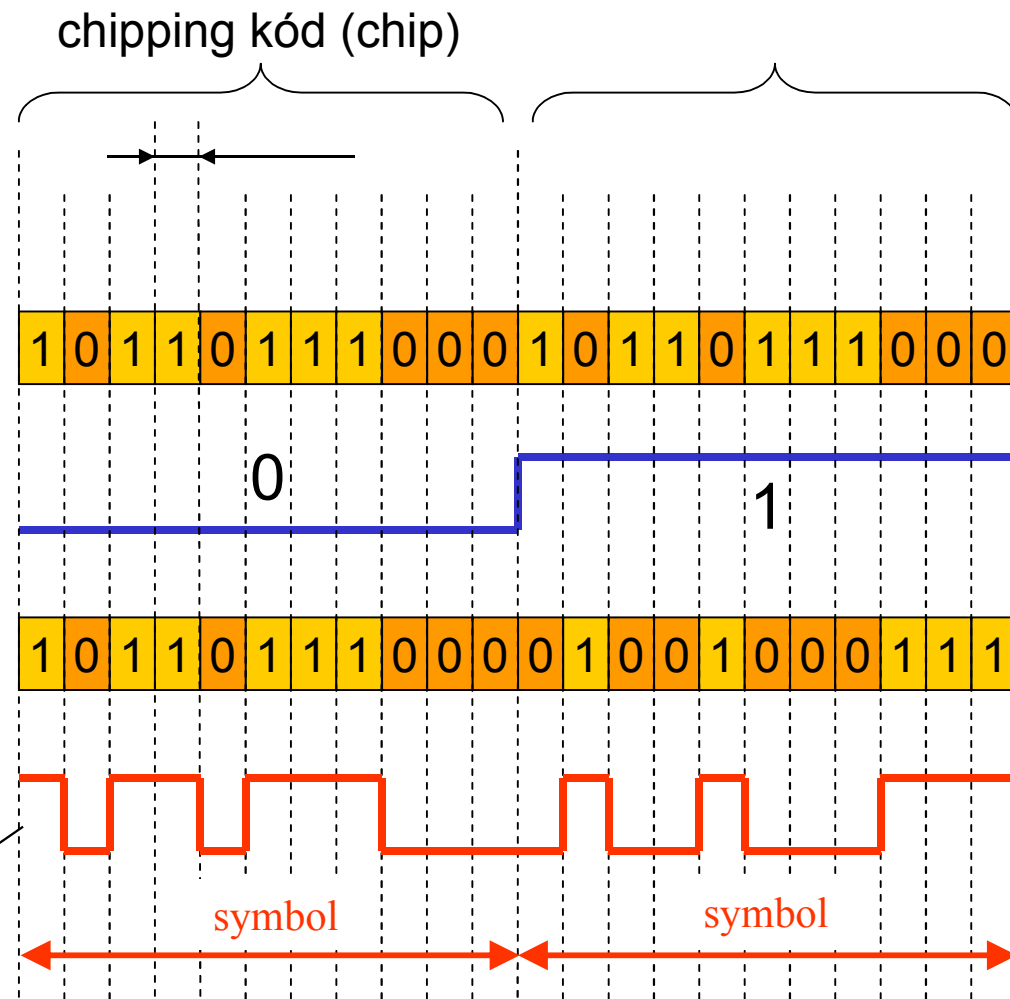 chipping kód (chip)
1 0 1 1 0 1 1 1 0 0 0 1 0 1 1 0 1 1 1 0 0 0
0 1
1 0 1 1 0 1 1 1 0 0 0 0 1 0 0 1 0 0 0 1 1 1
symbol symbol